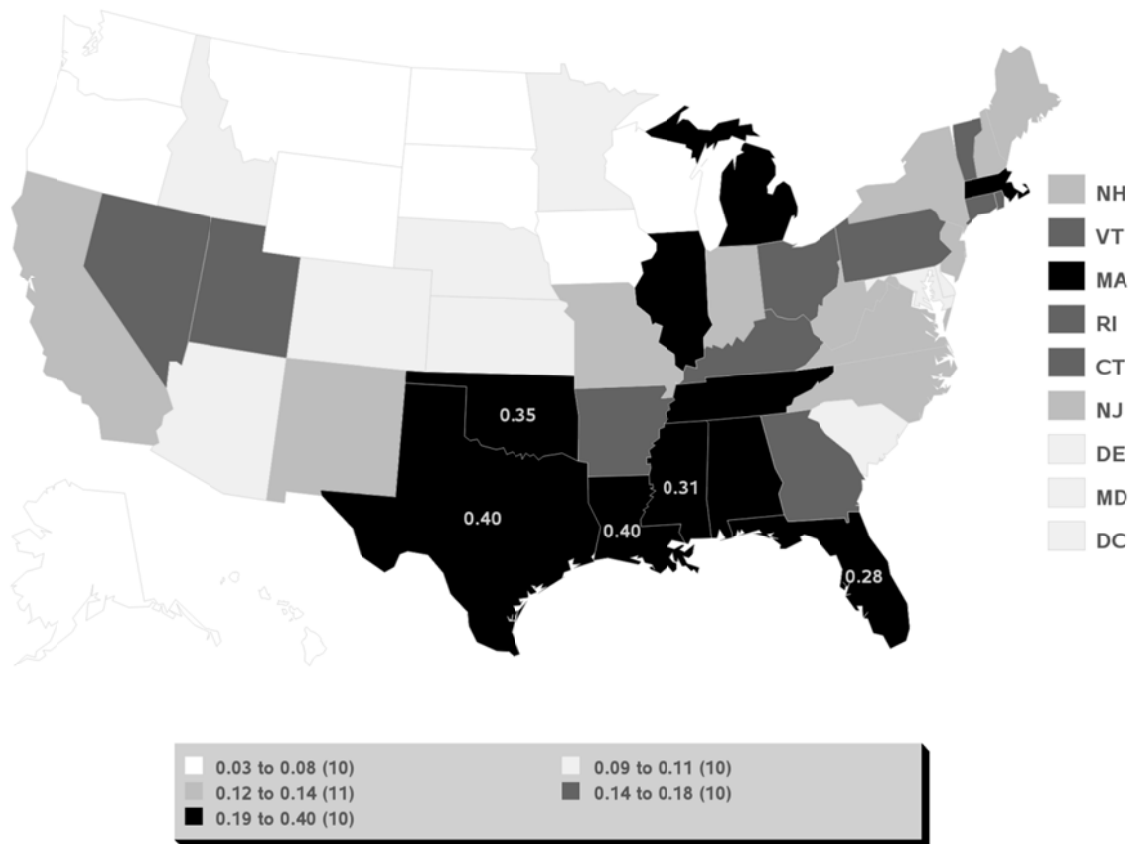 NH
VT
MA
0.35
RI
CT
NJ
DE
0.31
MD
0.40
0.40
DC
0.28
0.03 to 0.08 (10)
0.09 to 0.11 (10)
0.12 to 0.14 (11)
0.14 to 0.18 (10)
0.19 to 0.40 (10)